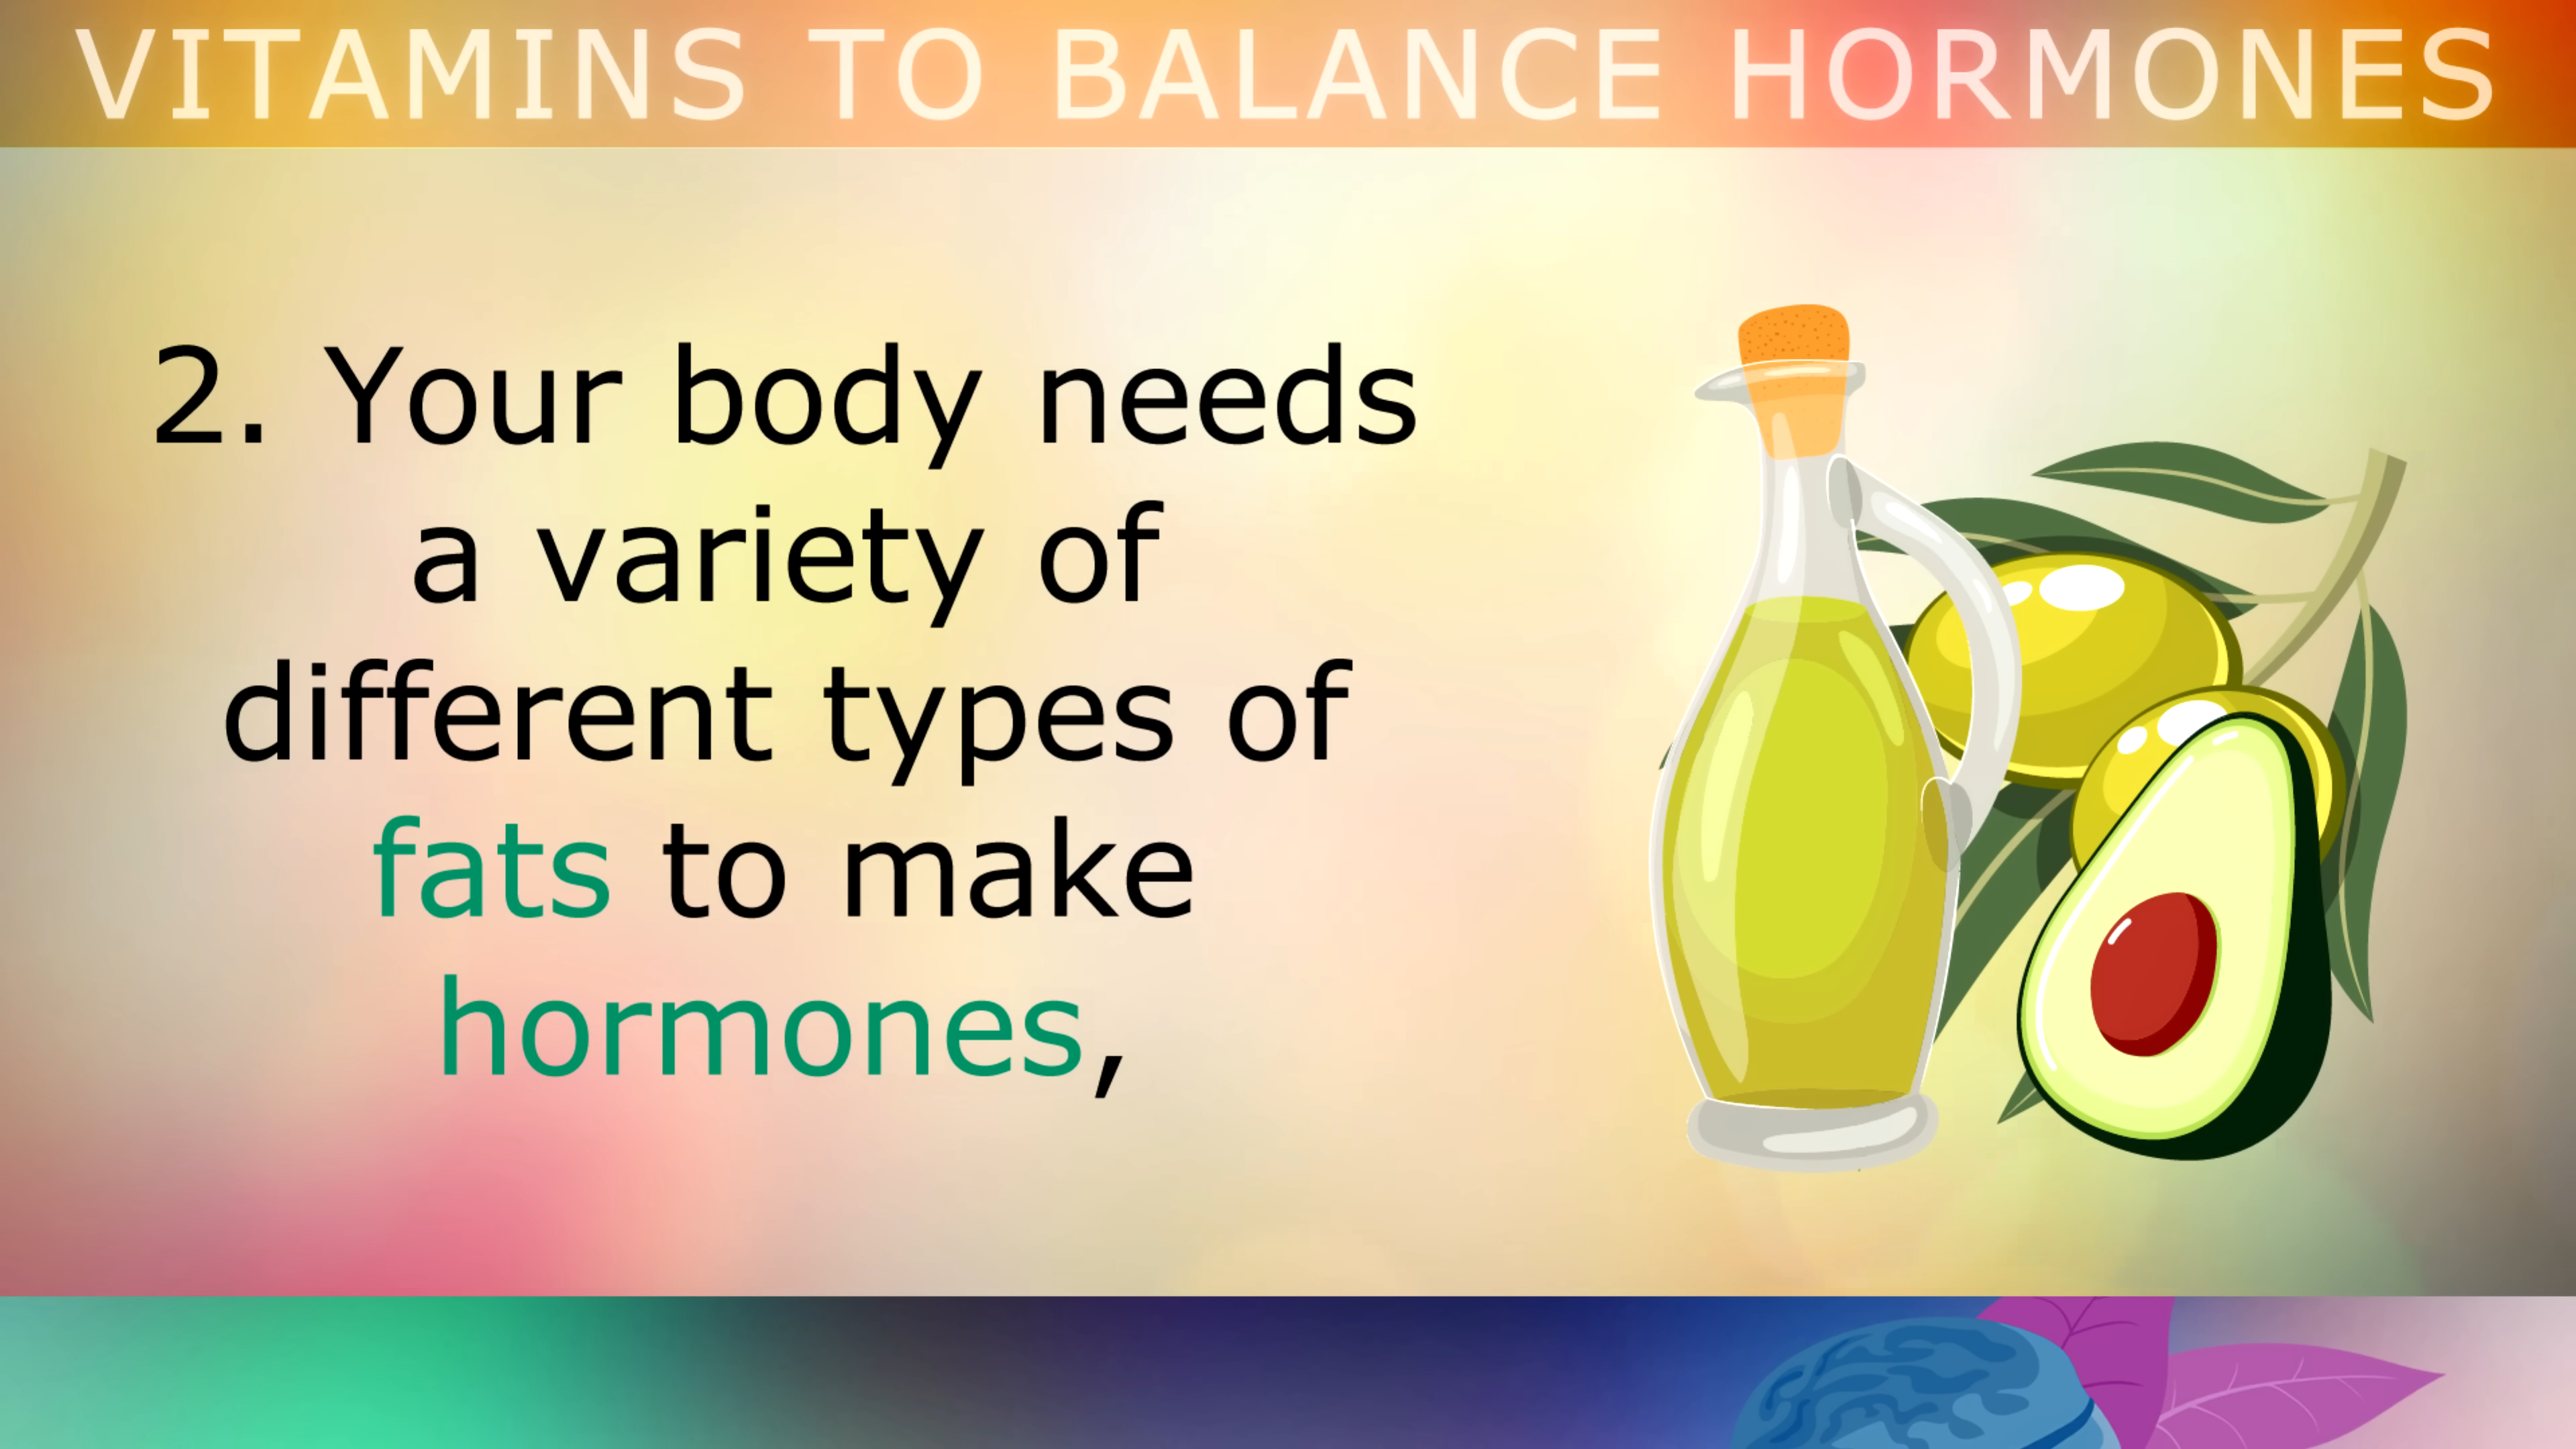 VITAMINS TO BALANCE HORMONES
2. Your body needs
a variety of
different types of
fats to make
hormones,